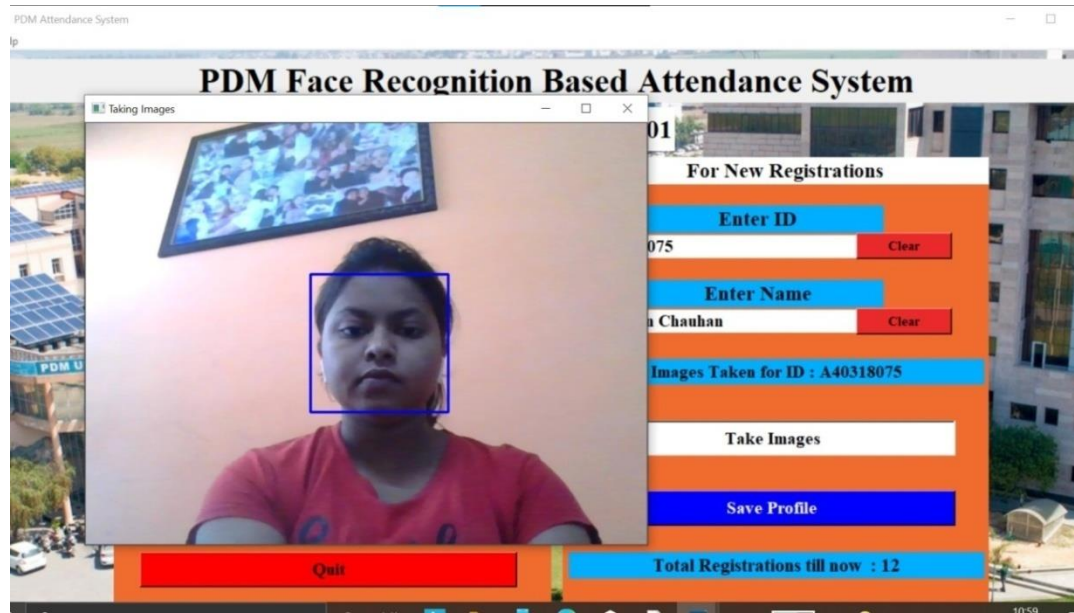 PDM Attendance System
lp
PDM Face Recognition Based Attendance System
Taking Images
01
For New Registrations
Enter ID
075
Clear
Enter Name
n Chauhan
Clear
PDM U
Images Taken for ID : A40318075
Take Images
Save Profile
Quit
Total Registrations till now : 12
10:59